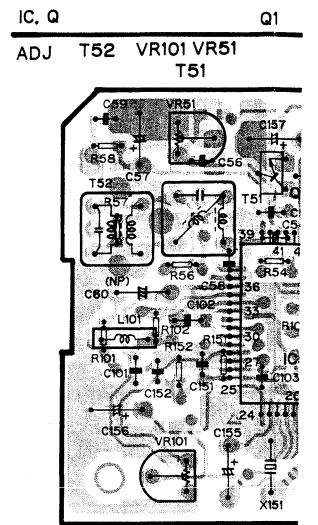 IC, Q Q1
ADJ T52 VR101 VR51
T51
C59
VR51
C157
R58
C57
C56
T52
T51
R57
Q
39
41
4
R56
C58
R54
(NP)
C60
36
C102
33
L101
R102
R101
R152
R151
30
C101
C152
C151
27
25
C103
C156
24
VR101
C155
X151